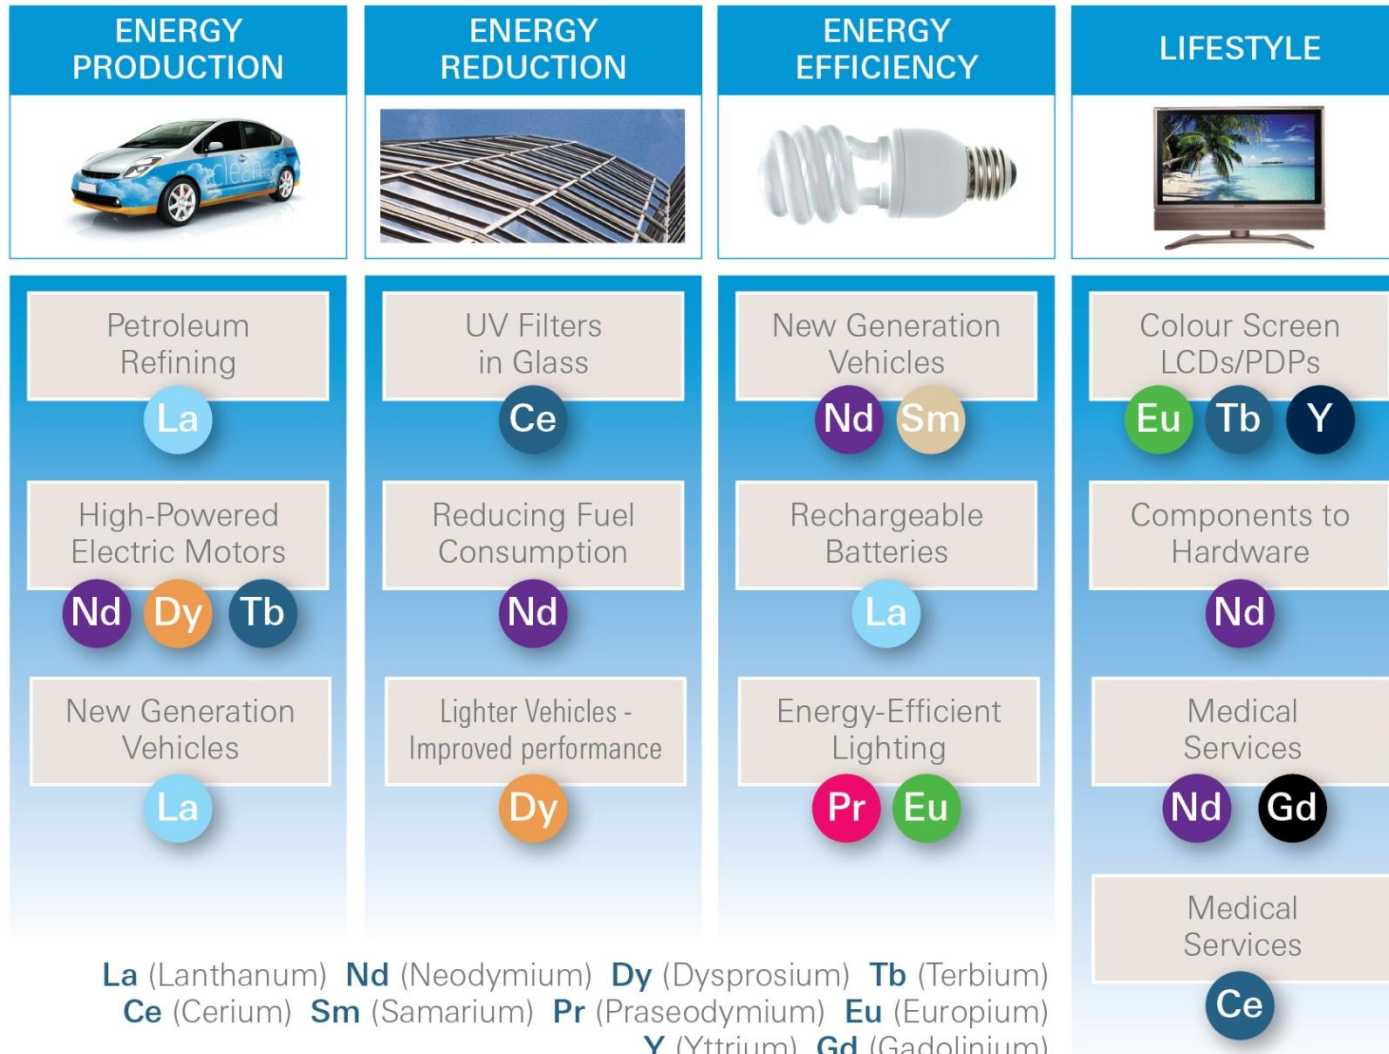 ENERGY
PRODUCTION
ENERGY
REDUCTION
ENERGY
EFFICIENCY
LIFESTYLE
Petroleum
Refining
La
High-Powered
Electric Motors
Nd Dy Tb
New Generation
Vehicles
La
UV Filters
in Glass
Ce
Reducing Fuel
Consumption
Nd
Lighter Vehicles -
Improved performance
Dy
New Generation
Vehicles
Nd Sm
Rechargeable
Batteries
La
Energy-Efficient
Lighting
Pr Eu
Colour Screen
LCDs/PDPs
Eu Tb Y
Components to
Hardware
Nd
Medical
Services
Nd Gd
Medical
Services
Ce
La (Lanthanum) Nd (Neodymium) Dy (Dysprosium) Tb (Terbium)
Ce (Cerium) Sm (Samarium) Pr (Praseodymium) Eu (Europium)
Y (Yttrium) Gd (Gadolinium)